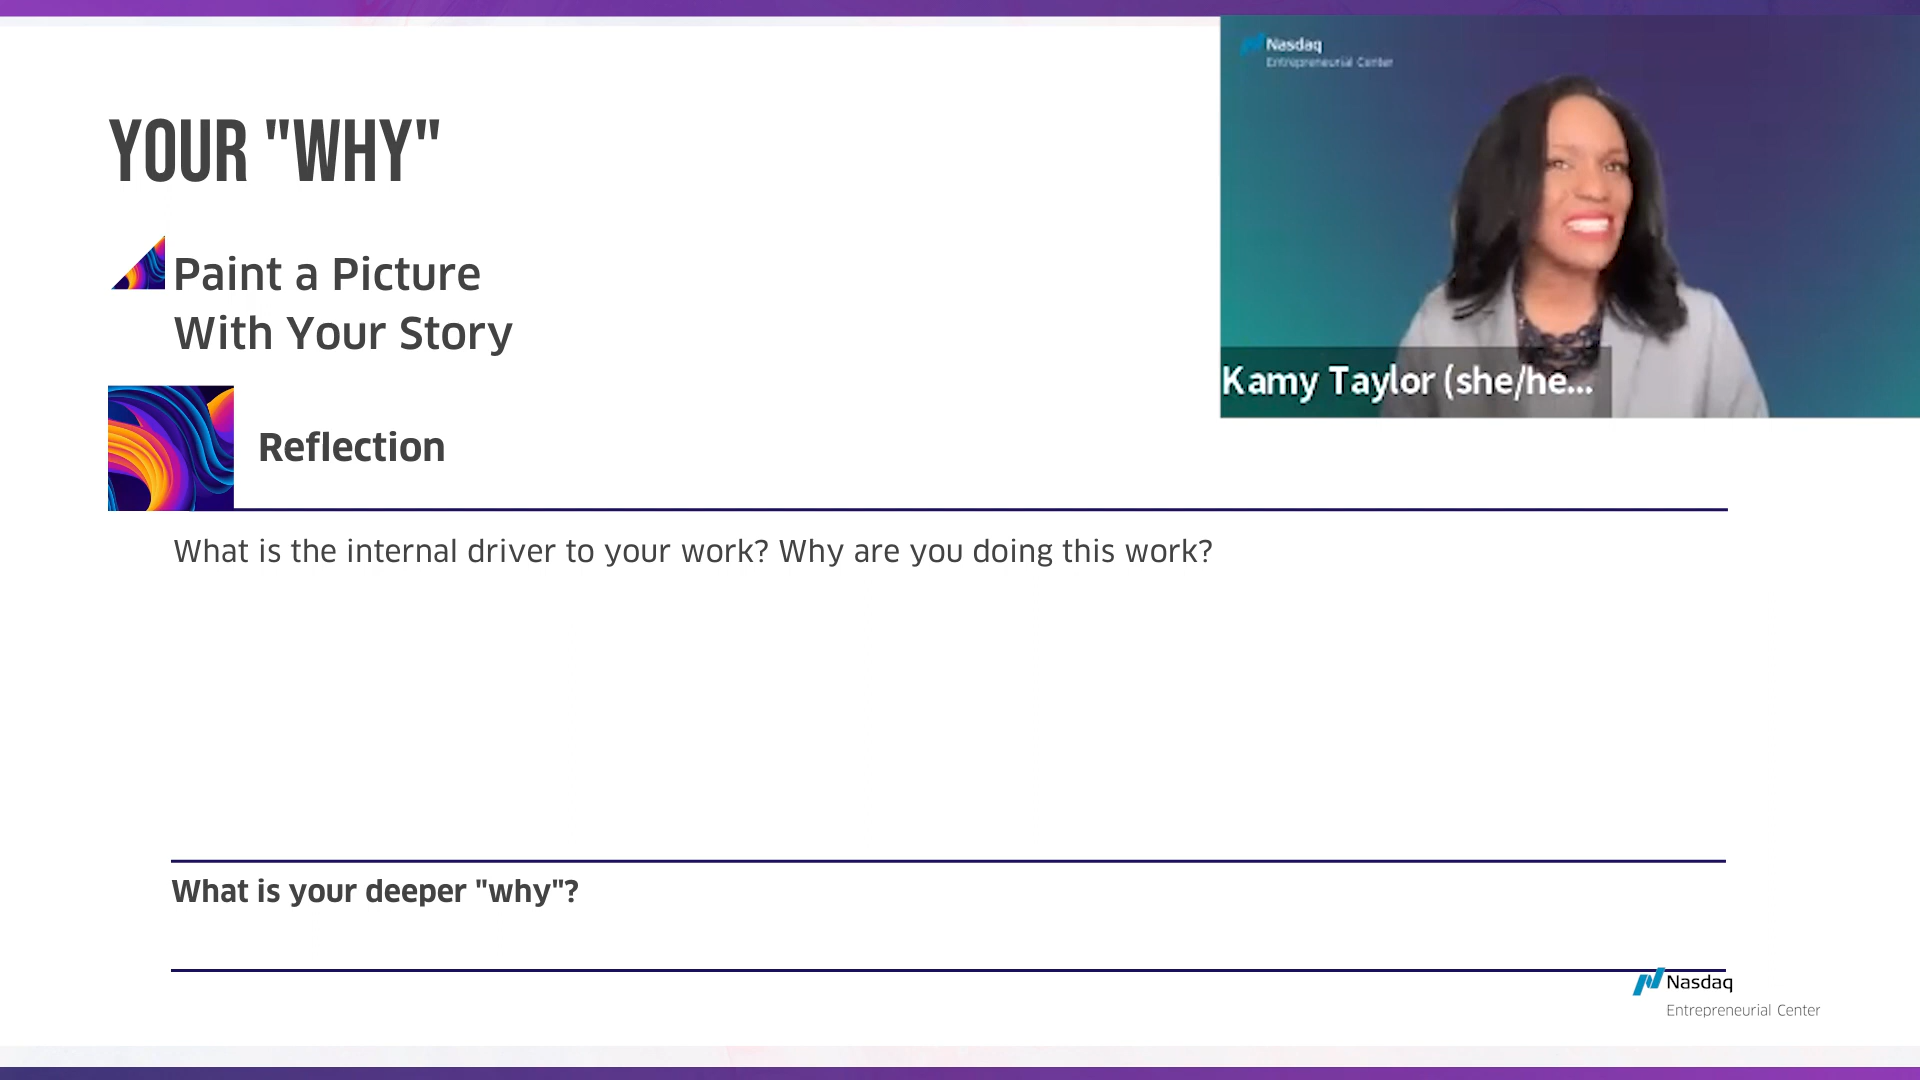 Nasdaq
Entrepreneurial Center
YOUR "WHY"
Paint a Picture
With Your Story
Kamy Taylor (she/he...
Reflection
What is the internal driver to your work? Why are you doing this work?
What is your deeper "why"?
Nasdaq
Entrepreneurial Center